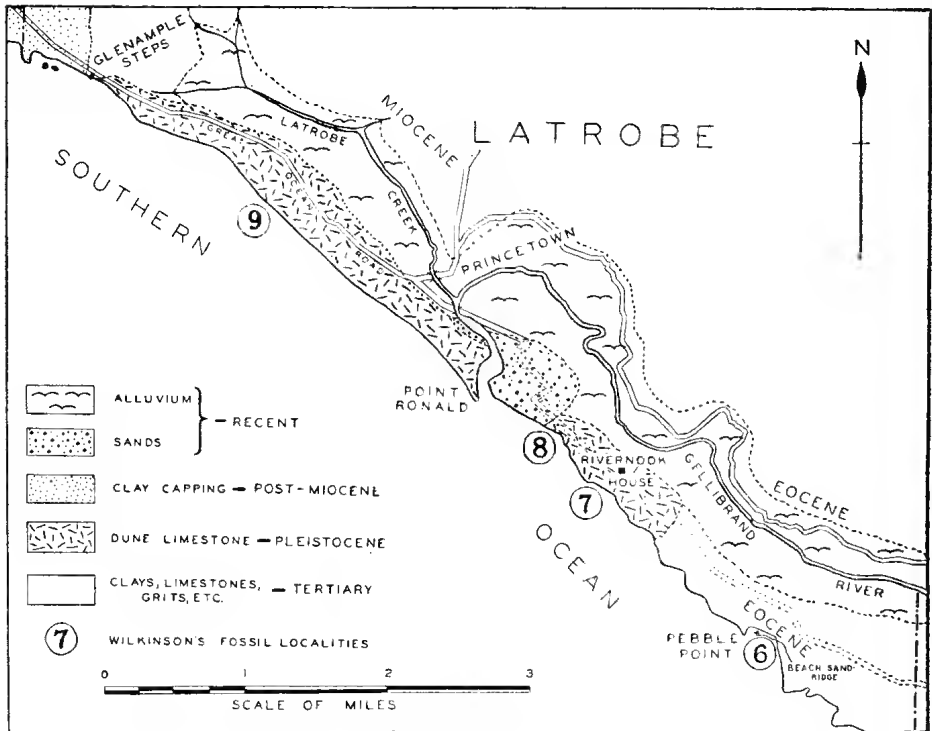 GLENAMPLE
STEPS
N
MIOCENE
LATROBE
LATROBE
CREEK
GREAT
OCEAN
ROAD
SOUTHERN
9
PRINCETOWN
POINT
RONALD
8
RIVERNOOK
HOUSE
7
GELLIBRAND
RIVER
EOCENE
OCEAN
EOCENE
PEBBLE
POINT
6
BEACH SAND
RIDGE
ALLUVIUM
SANDS
— RECENT
CLAY CAPPING — POST-MIOCENE
DUNE LIMESTONE — PLEISTOCENE
CLAYS, LIMESTONES,
GRITS, ETC. — TERTIARY
7 WILKINSON'S FOSSIL LOCALITIES
0 1 2 3
SCALE OF MILES